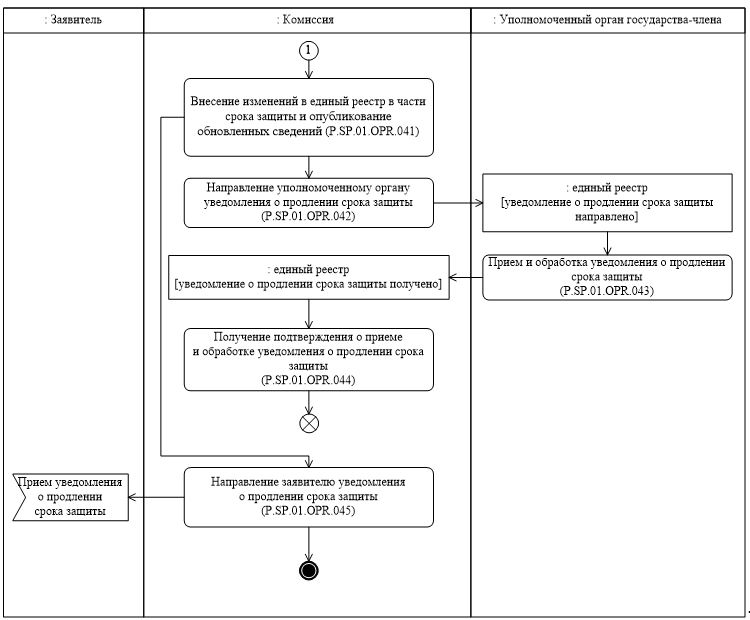 : Заявитель
: Комиссия
: Уполномоченный орган государства-члена
1
Внесение изменений в единый реестр в части
срока защиты и опубликование
обновленных сведений (P.SP.01.OPR.041)
Направление уполномоченному органу
уведомления о продлении срока защиты
(P.SP.01.OPR.042)
: единый реестр
[уведомление о продлении срока защиты
направлено]
Прием и обработка уведомления о продлении
срока защиты
(P.SP.01.OPR.043)
: единый реестр
[уведомление о продлении срока защиты получено]
Получение подтверждения о приеме
и обработке уведомления о продлении срока
защиты
(P.SP.01.OPR.044)
Направление заявителю уведомления
о продлении срока защиты
(P.SP.01.OPR.045)
Прием уведомления
о продлении
срока защиты
.